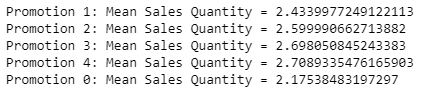 Promotion 1: Mean Sales Quantity = 2.4339977249122113
Promotion 2: Mean Sales Quantity = 2.599990662713882
Promotion 3: Mean Sales Quantity = 2.698050845243383
Promotion 4: Mean Sales Quantity = 2.7089335476165903
Promotion 0: Mean Sales Quantity = 2.17538483197297